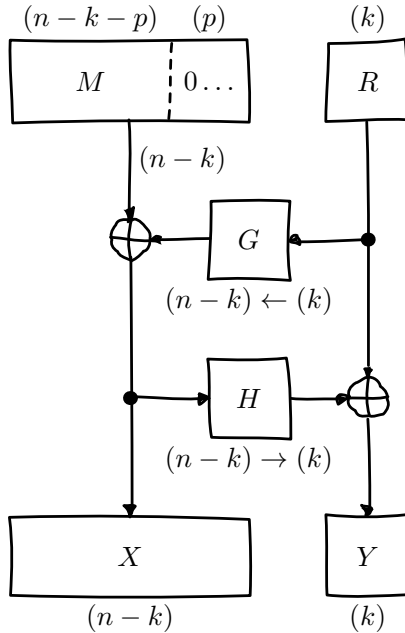 (n − k − p) (p) (k)
M 0 … R
(n − k)
G
(n − k) ← (k)
H
(n − k) → (k)
X Y
(n − k) (k)